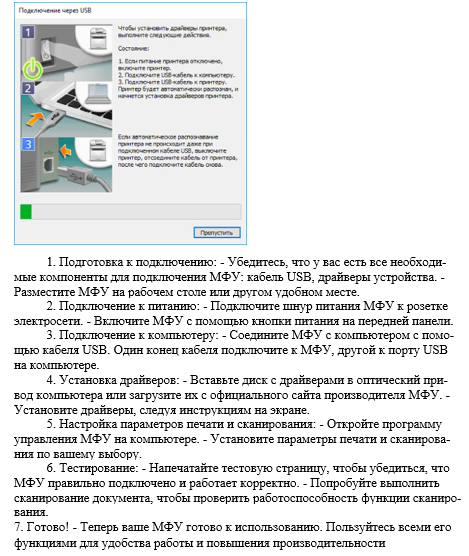 Подключение через USB
1
Чтобы установить драйверы принтера,
выполните следующие действия.
Состояние:
1. Если питание принтера отключено,
включите принтер.
2. Подключите USB-кабель к компьютеру.
3. Подключите USB-кабель к принтеру.
Принтер будет автоматически распознан, и
начнется установка драйверов принтера.
2
3
Если автоматическое распознавание
принтера не происходит даже при
подключенном кабеле USB, выключите
принтер, отсоедините кабель от принтера,
после чего подключите кабель снова.
Пропустить
1. Подготовка к подключению: - Убедитесь, что у вас есть все необходи-
мые компоненты для подключения МФУ: кабель USB, драйверы устройства. -
Разместите МФУ на рабочем столе или другом удобном месте.
2. Подключение к питанию: - Подключите шнур питания МФУ к розетке
электросети. - Включите МФУ с помощью кнопки питания на передней панели.
3. Подключение к компьютеру: - Соедините МФУ с компьютером с помо-
щью кабеля USB. Один конец кабеля подключите к МФУ, другой к порту USB
на компьютере.
4. Установка драйверов: - Вставьте диск с драйверами в оптический при-
вод компьютера или загрузите их с официального сайта производителя МФУ. -
Установите драйверы, следуя инструкциям на экране.
5. Настройка параметров печати и сканирования: - Откройте программу
управления МФУ на компьютере. - Установите параметры печати и сканирова-
ния по вашему выбору.
6. Тестирование: - Напечатайте тестовую страницу, чтобы убедиться, что
МФУ правильно подключено и работает корректно. - Попробуйте выполнить
сканирование документа, чтобы проверить работоспособность функции сканиро-
вания.
7. Готово! - Теперь ваше МФУ готово к использованию. Пользуйтесь всеми его
функциями для удобства работы и повышения производительности